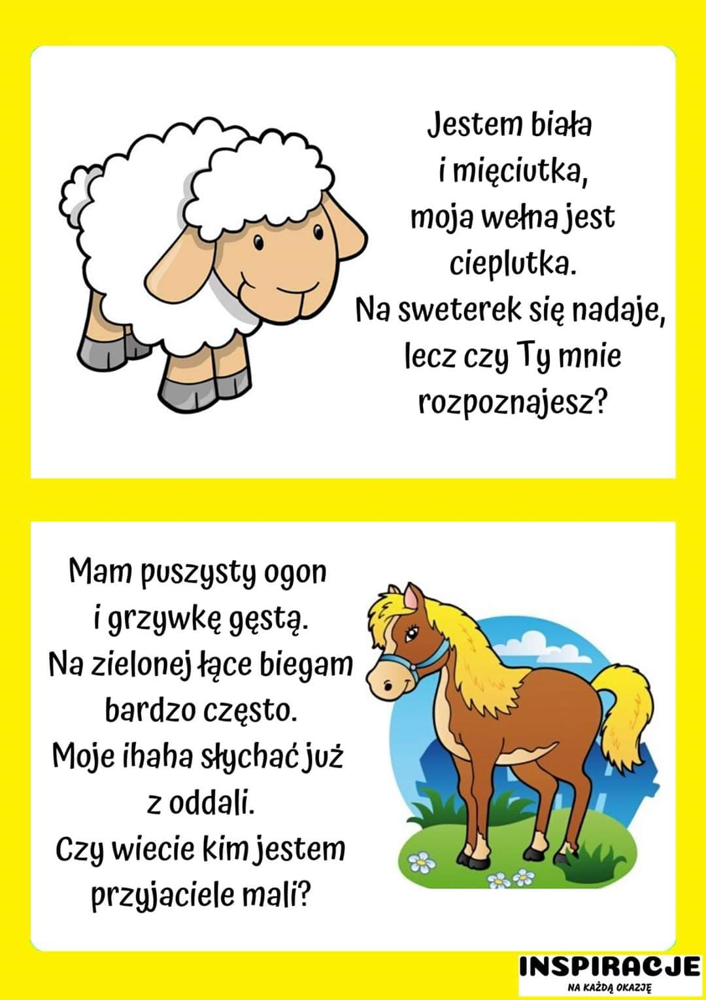 Jestem biała
i mięciutka,
moja wełna jest
cieplutka.
Na sweterek się nadaje,
lecz czy Ty mnie
rozpoznajesz?
Mam puszysty ogon
i grzywkę gęstą.
Na zielonej łące biegam
bardzo często.
Moje ihaha słychać już
z oddali.
Czy wiecie kim jestem
przyjaciele mali?
INSPIRACJE
NA KAŻDĄ OKAZJĘ